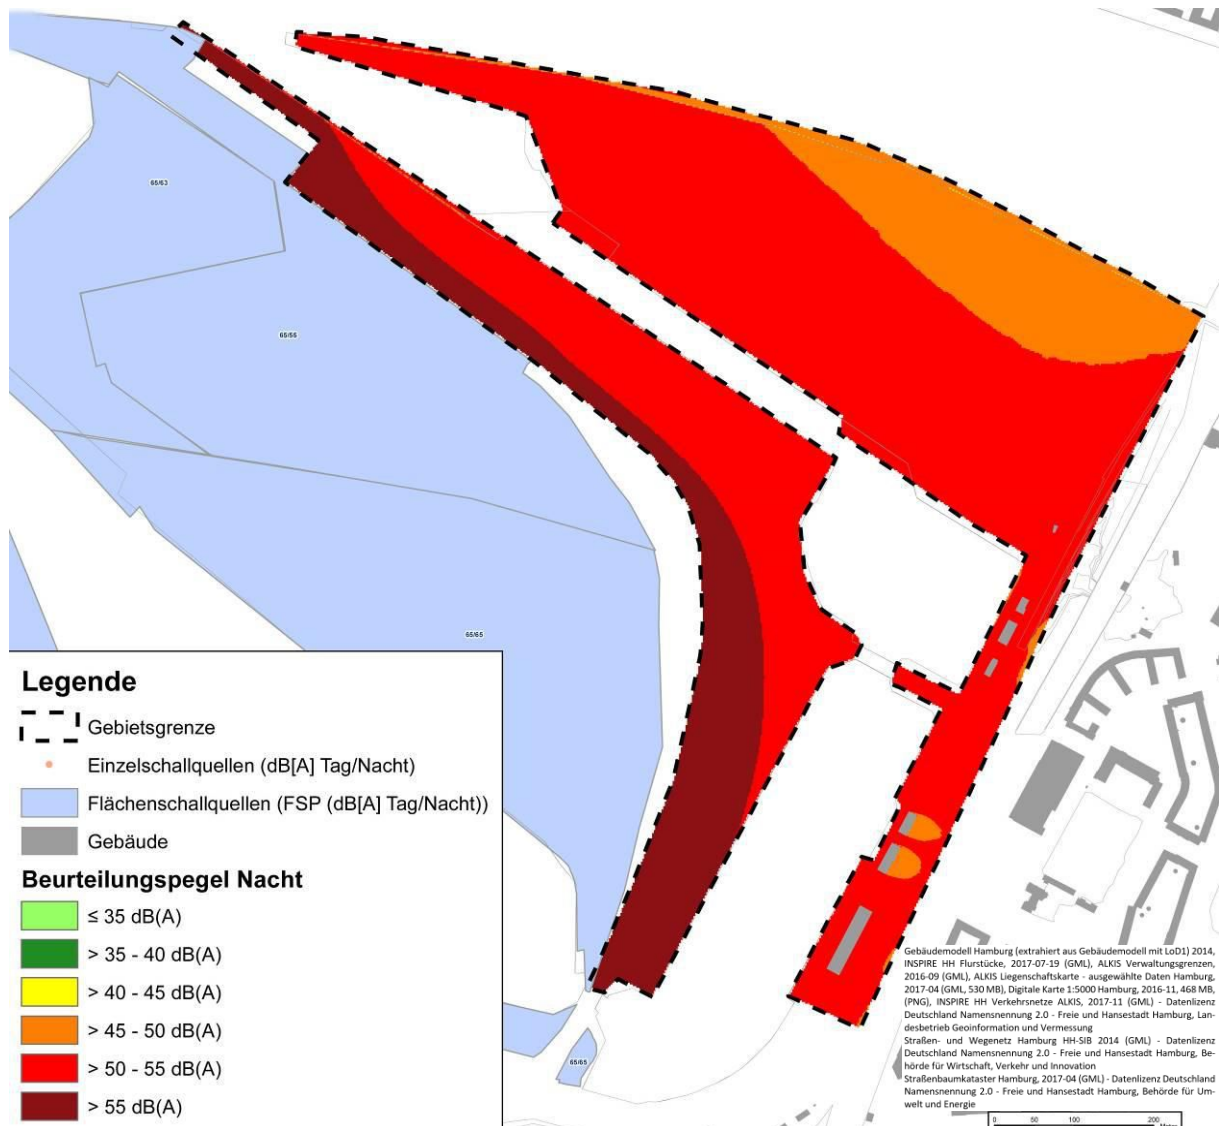 65/63
65/55
65/65
Legende
Gebietsgrenze
Einzelschallquellen (dB[A] Tag/Nacht)
Flächenschallquellen (FSP (dB[A] Tag/Nacht))
Gebäude
Beurteilungspegel Nacht
≤ 35 dB(A)
> 35 - 40 dB(A)
> 40 - 45 dB(A)
> 45 - 50 dB(A)
> 50 - 55 dB(A)
> 55 dB(A)
65/65
Gebäudemodell Hamburg (extrahiert aus Gebäudemodell mit LoD1) 2014,
INSPIRE HH Flurstücke, 2017-07-19 (GML), ALKIS Verwaltungsgrenzen,
2016-09 (GML), ALKIS Liegenschaftskarte - ausgewählte Daten Hamburg,
2017-04 (GML, 530 MB), Digitale Karte 1:5000 Hamburg, 2016-11, 468 MB,
(PNG), INSPIRE HH Verkehrsnetze ALKIS, 2017-11 (GML) - Datenlizenz
Deutschland Namensnennung 2.0 - Freie und Hansestadt Hamburg, Lan-
desbetrieb Geoinformation und Vermessung
Straßen- und Wegenetz Hamburg HH-SIB 2014 (GML) - Datenlizenz
Deutschland Namensnennung 2.0 - Freie und Hansestadt Hamburg, Be-
hörde für Wirtschaft, Verkehr und Innovation
Straßenbaumkataster Hamburg, 2017-04 (GML) - Datenlizenz Deutschland
Namensnennung 2.0 - Freie und Hansestadt Hamburg, Behörde für Um-
welt und Energie
0 50 100 200